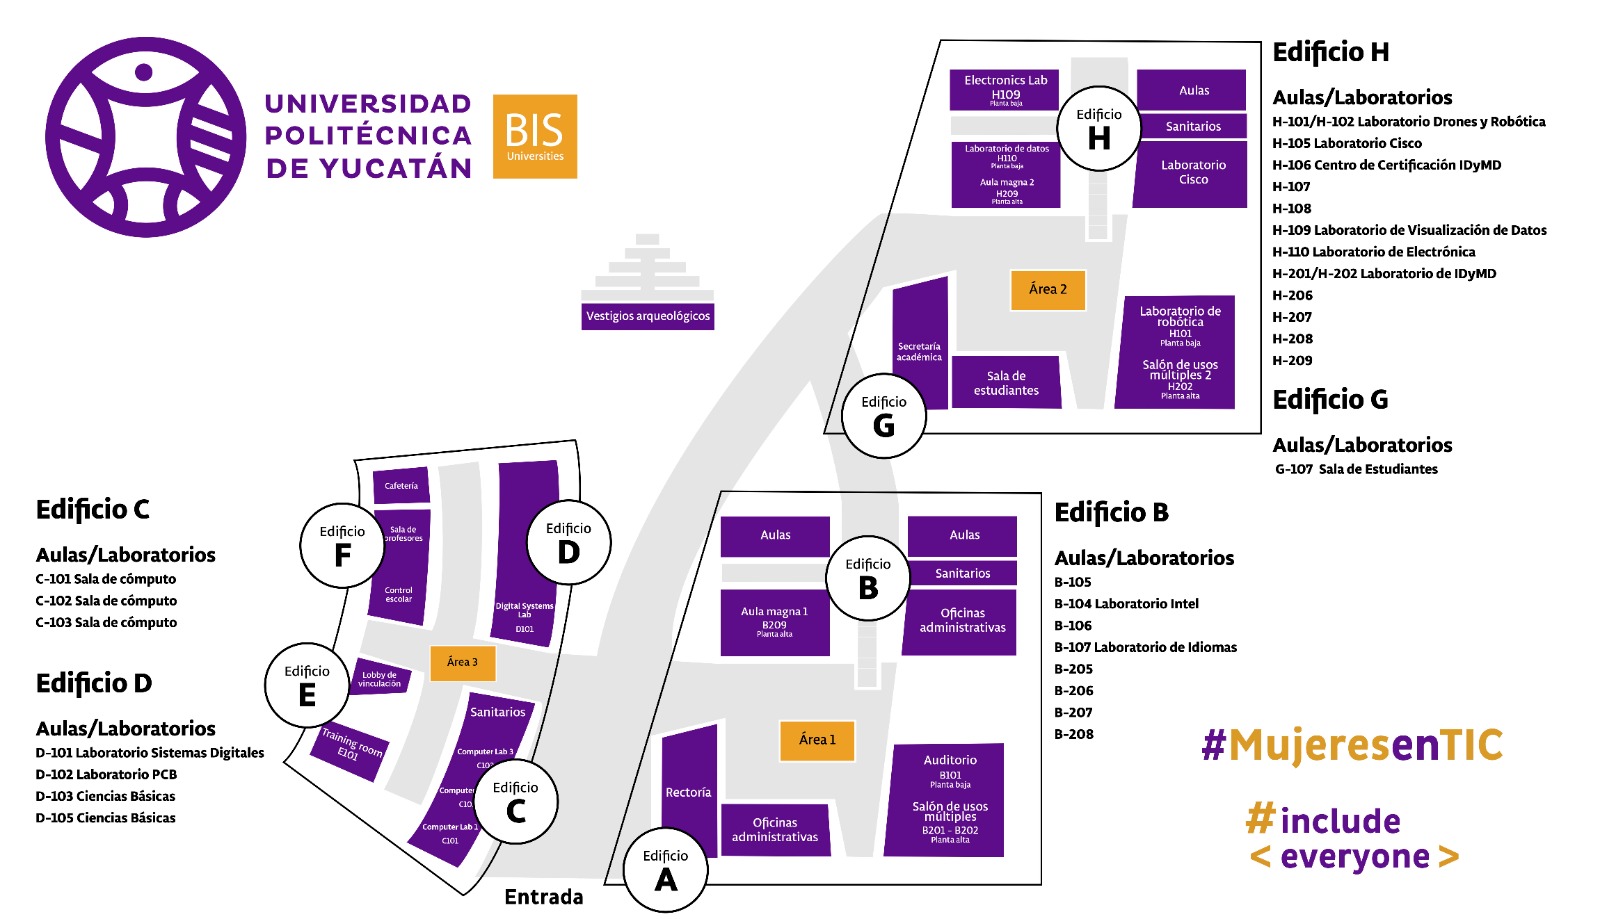 UNIVERSIDAD
POLITÉCNICA
DE YUCATÁN
BIS
Universities
Vestigios arqueológicos
Electronics Lab
H109
Planta baja
Laboratorio de datos
H110
Planta baja
Aula magna 2
H209
Planta alta
Edificio
H
Aulas
Sanitarios
Laboratorio
Cisco
Área 2
Secretaría
académica
Sala de
estudiantes
Laboratorio de
robótica
H101
Planta baja
Salón de usos
múltiples 2
H202
Planta alta
Edificio
G
Edificio H
Aulas/Laboratorios
H-101/H-102 Laboratorio Drones y Robótica
H-105 Laboratorio Cisco
H-106 Centro de Certificación IDyMD
H-107
H-108
H-109 Laboratorio de Visualización de Datos
H-110 Laboratorio de Electrónica
H-201/H-202 Laboratorio de IDyMD
H-206
H-207
H-208
H-209
Edificio G
Aulas/Laboratorios
G-107 Sala de Estudiantes
Edificio C
Aulas/Laboratorios
C-101 Sala de cómputo
C-102 Sala de cómputo
C-103 Sala de cómputo
Edificio D
Aulas/Laboratorios
D-101 Laboratorio Sistemas Digitales
D-102 Laboratorio PCB
D-103 Ciencias Básicas
D-105 Ciencias Básicas
Cafetería
Sala de
profesores
Control
escolar
Edificio
F
Edificio
D
Digital Systems
Lab
D101
Área 3
Edificio
E
Lobby de
vinculación
Training room
E101
Sanitarios
Computer Lab 3
Computer
Computer Lab 1
C101
Edificio
C
Entrada
Aulas
Edificio
B
Aulas
Sanitarios
Aula magna 1
B209
Planta alta
Oficinas
administrativas
Área 1
Rectoría
Oficinas
administrativas
Auditorio
B101
Planta baja
Salón de usos
múltiples
B201 - B202
Planta alta
Edificio
A
Edificio B
Aulas/Laboratorios
B-105
B-104 Laboratorio Intel
B-106
B-107 Laboratorio de Idiomas
B-205
B-206
B-207
B-208
#MujeresenTIC
#include
< everyone >